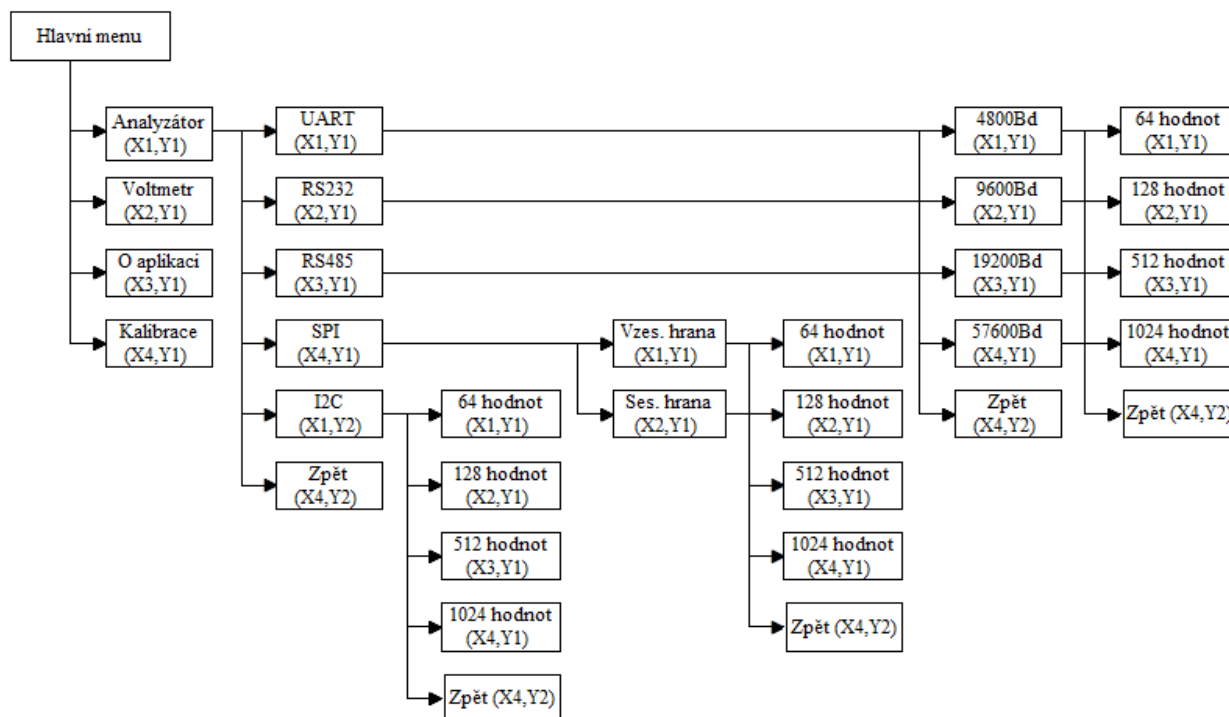 Hlavní menu
Analyzátor
(X1,Y1)
UART
(X1,Y1)
4800Bd
(X1,Y1)
64 hodnot
(X1,Y1)
Voltmetr
(X2,Y1)
RS232
(X2,Y1)
9600Bd
(X2,Y1)
128 hodnot
(X2,Y1)
O aplikaci
(X3,Y1)
RS485
(X3,Y1)
19200Bd
(X3,Y1)
512 hodnot
(X3,Y1)
Kalibrace
(X4,Y1)
SPI
(X4,Y1)
Vzes. hrana
(X1,Y1)
64 hodnot
(X1,Y1)
57600Bd
(X4,Y1)
1024 hodnot
(X4,Y1)
I2C
(X1,Y2)
64 hodnot
(X1,Y1)
Ses. hrana
(X2,Y1)
128 hodnot
(X2,Y1)
Zpět
(X4,Y2)
Zpět (X4,Y2)
Zpět
(X4,Y2)
128 hodnot
(X2,Y1)
512 hodnot
(X3,Y1)
512 hodnot
(X3,Y1)
1024 hodnot
(X4,Y1)
1024 hodnot
(X4,Y1)
Zpět (X4,Y2)
Zpět (X4,Y2)